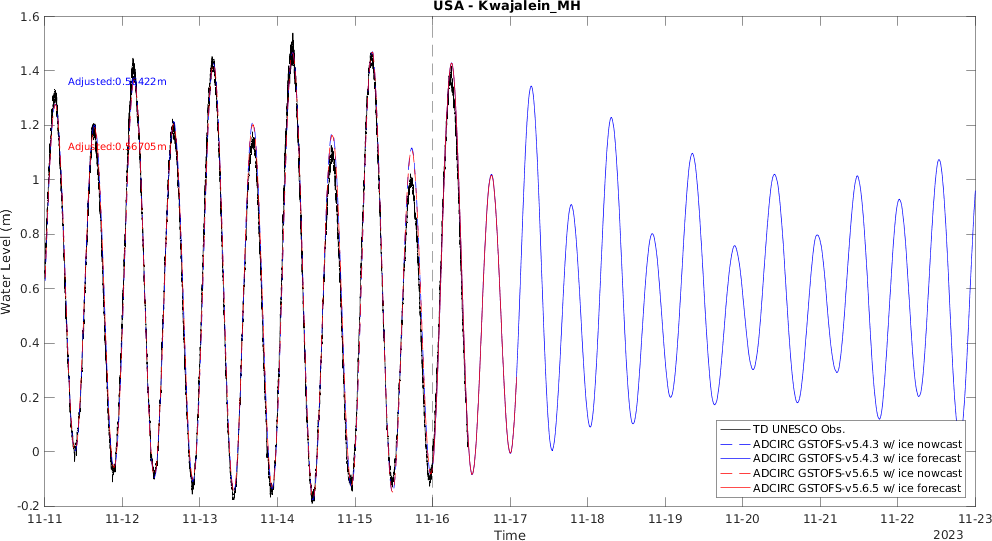 USA - Kwajalein_MH
1.6
1.4
1.2
1
0.8
0.6
0.4
0.2
0
-0.2
Water Level (m)
Adjusted:0.56422m
Adjusted:0.56705m
TD UNESCO Obs.
ADCIRC GSTOFS-v5.4.3 w/ ice nowcast
ADCIRC GSTOFS-v5.4.3 w/ ice forecast
ADCIRC GSTOFS-v5.6.5 w/ ice nowcast
ADCIRC GSTOFS-v5.6.5 w/ ice forecast
11-11 11-12 11-13 11-14 11-15 11-16 11-17 11-18 11-19 11-20 11-21 11-22 11-23
Time
2023